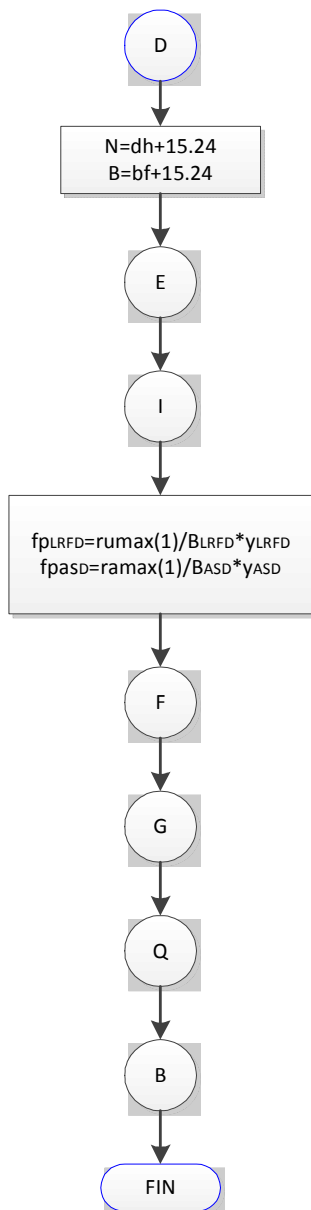 D
N=dh+15.24
B=bf+15.24
E
I
fpLRFD=rumax(1)/BLRFD*yLRFD
fpasD=ramax(1)/BASD*yASD
F
G
Q
B
FIN